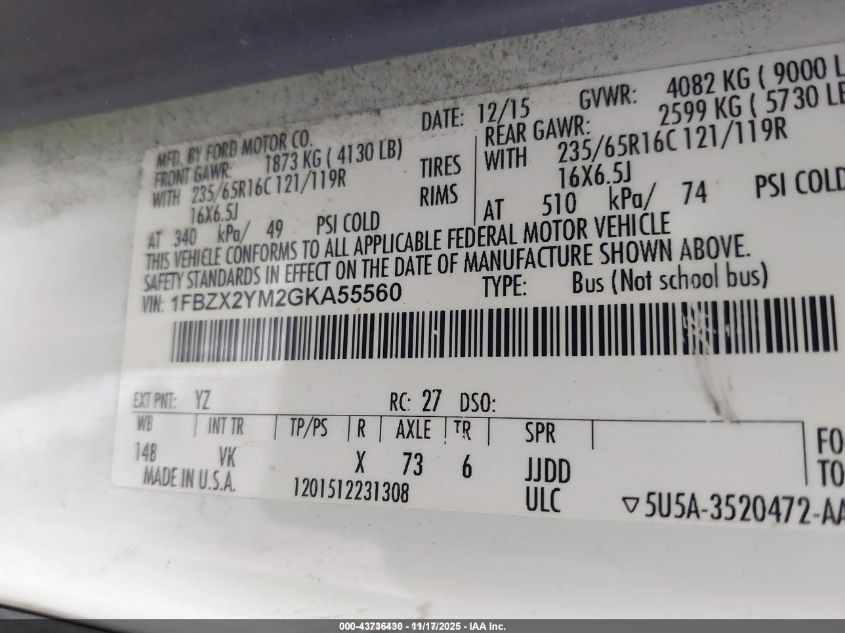 MFD. BY FORD MOTOR CO. DATE: 12/15 GVWR: 4082 KG ( 9000 L
FRONT GAWR: 1873 KG ( 4130 LB) REAR GAWR: 2599 KG ( 5730 LB
WITH 235/65R16C 121/119R TIRES WITH 235/65R16C 121/119R
16X6.5J RIMS 16X6.5J
AT 340 kPa/ 49 PSI COLD AT 510 kPa/ 74 PSI COLD
THIS VEHICLE CONFORMS TO ALL APPLICABLE FEDERAL MOTOR VEHICLE
SAFETY STANDARDS IN EFFECT ON THE DATE OF MANUFACTURE SHOWN ABOVE.
VIN: 1FBZX2YM2GKA55560 TYPE: Bus (Not school bus)
EXT PNT: YZ RC: 27 DSO:
WB INT TR TP/PS R AXLE TR SPR
148 VK X 73 6 JJDD
MADE IN U.S.A. 1201512231308 ULC
FO
TO
▽5U5A-3520472-AA
000-43736430 - 11/17/2025 - IAA Inc.